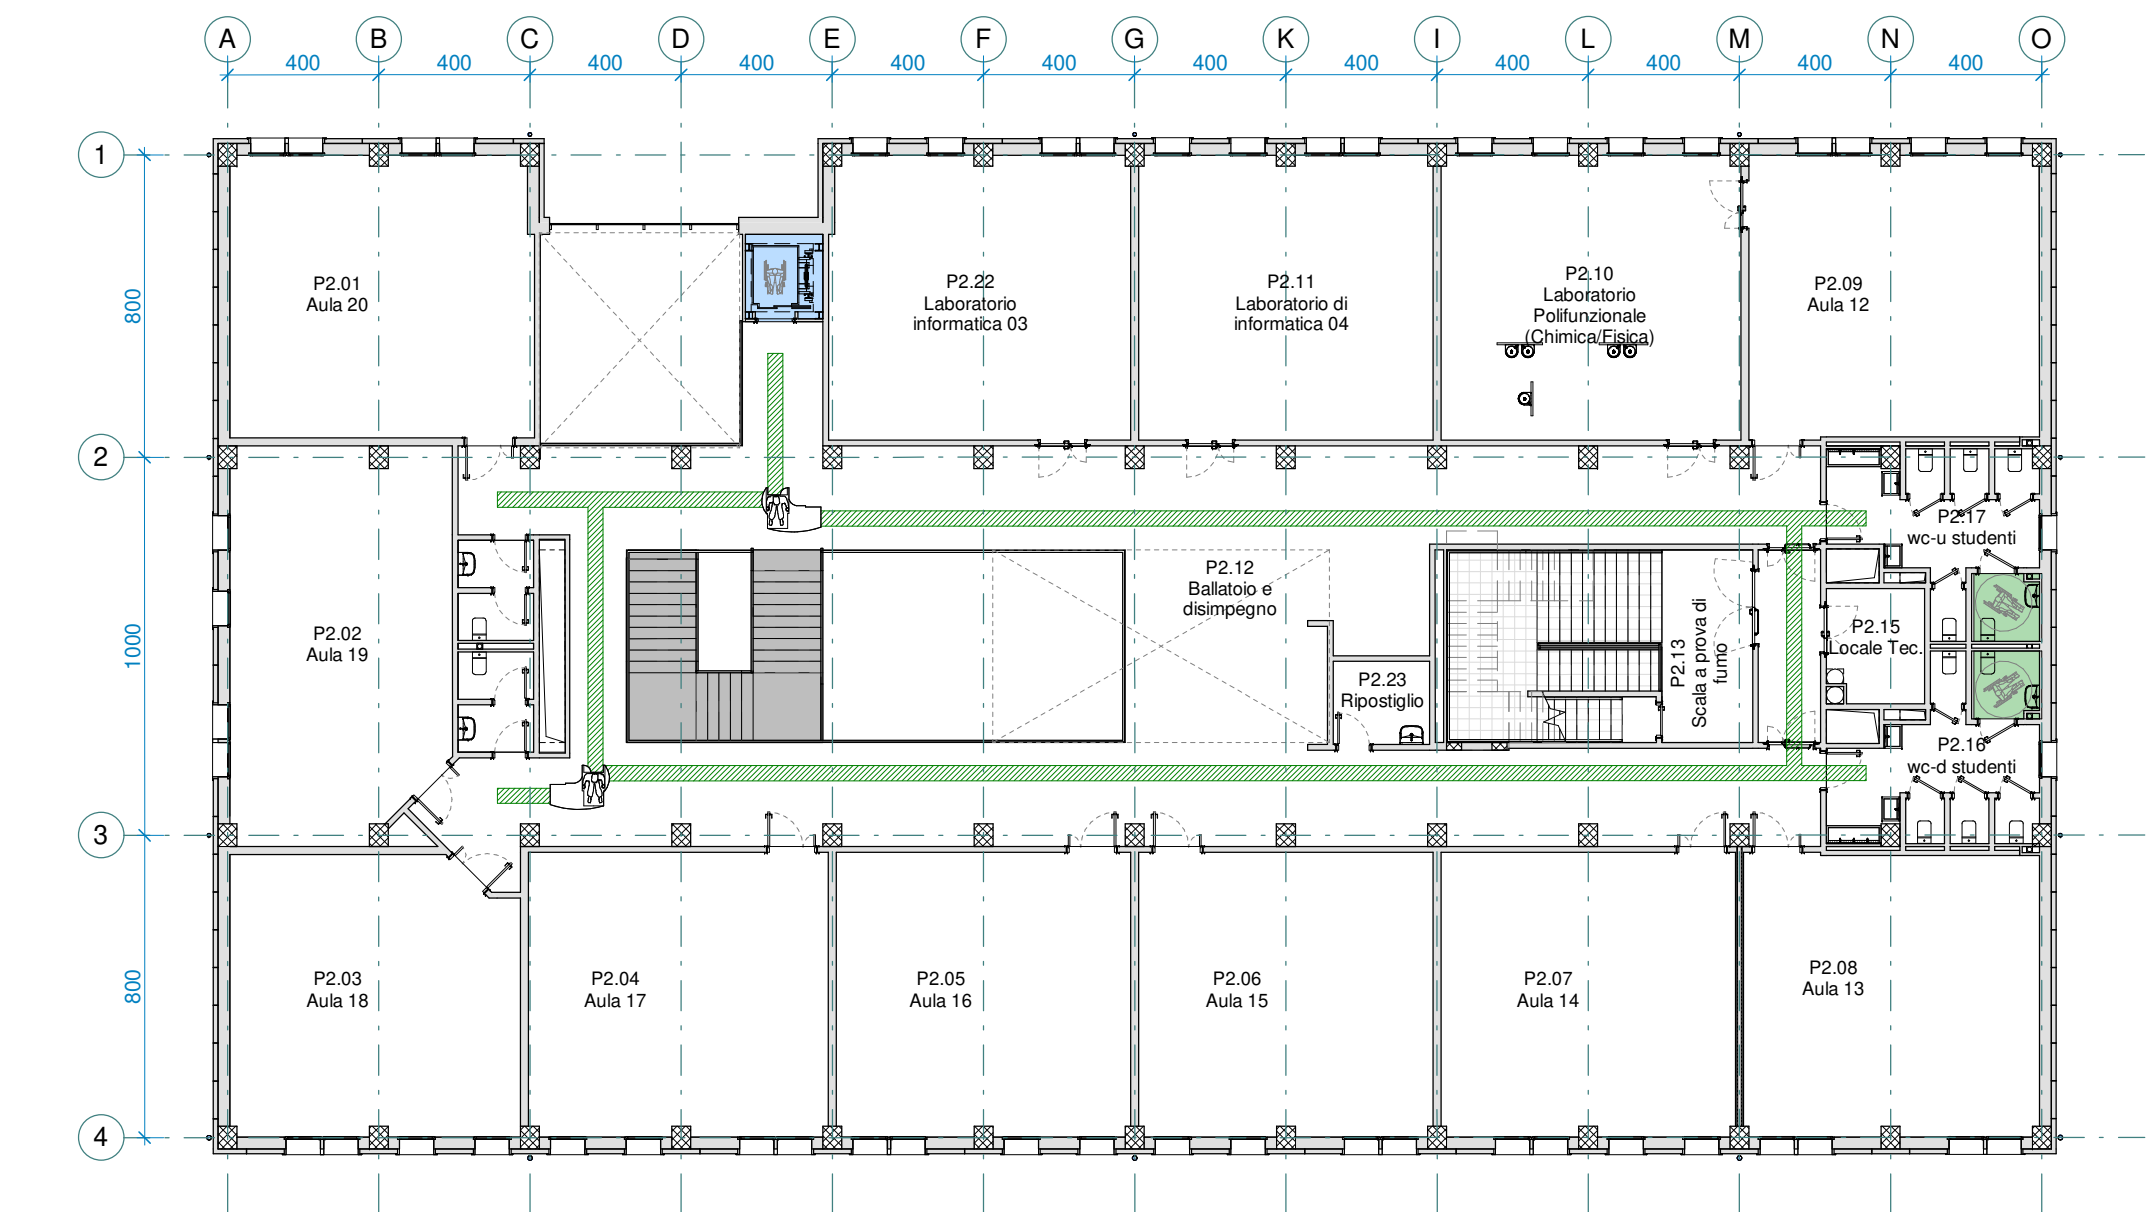 A B C D E F G K I L M N O
400 400 400 400 400 400 400 400 400 400 400 400
1
800
2
1000
3
800
4
P2.01
Aula 20
P2.22
Laboratorio
informatica 03
P2.11
Laboratorio di
informatica 04
P2.10
Laboratorio
Polifunzionale
(Chimica/Fisica)
P2.09
Aula 12
P2.02
Aula 19
P2.12
Ballatoio e
disimpegno
P2.23
Ripostiglio
P2.13
Scala a prova di
fumo
P2.17
wc-u studenti
P2.15
Locale Tec.
P2.16
wc-d studenti
P2.03
Aula 18
P2.04
Aula 17
P2.05
Aula 16
P2.06
Aula 15
P2.07
Aula 14
P2.08
Aula 13